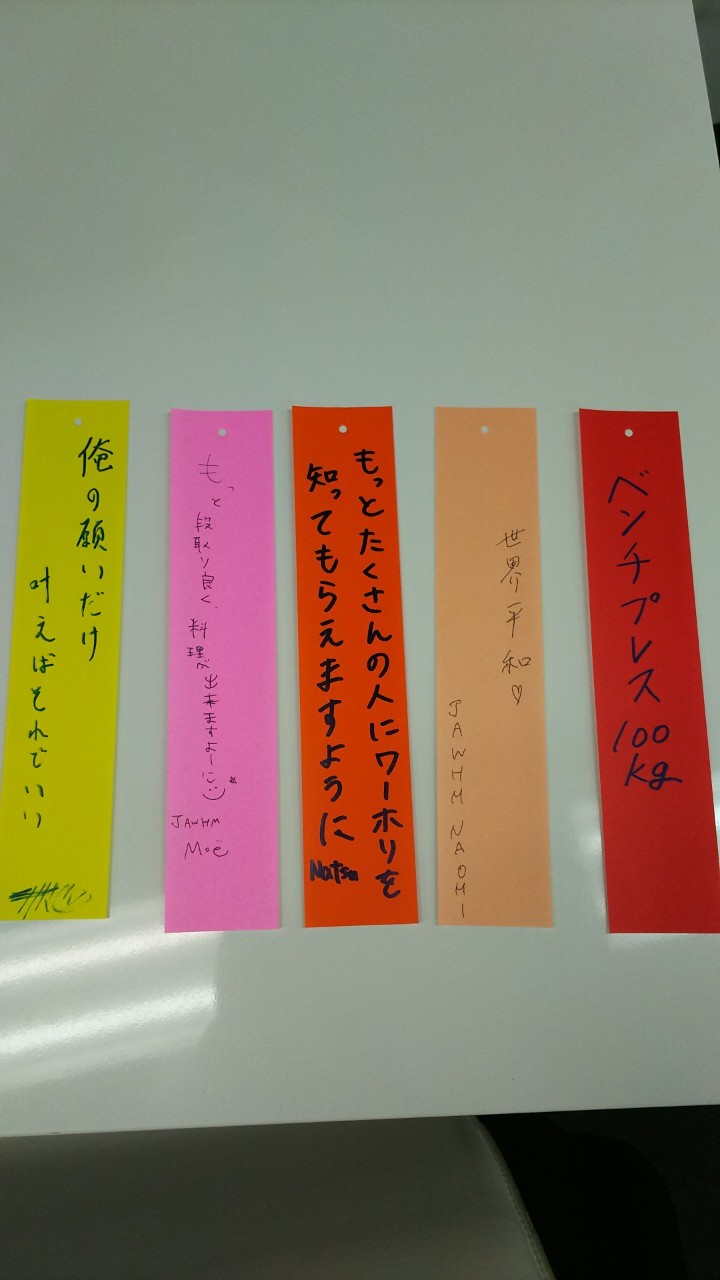 俺の願いだけ
叶えばそれでいい
もっと段取り良く、料理が出来ますよーに
JAWHM
Moë
もっとたくさんの人にワーホリを
知ってもらえますように
Natsu
世界平和♡
JAWHM NAOMI
ベンチプレス
100
kg